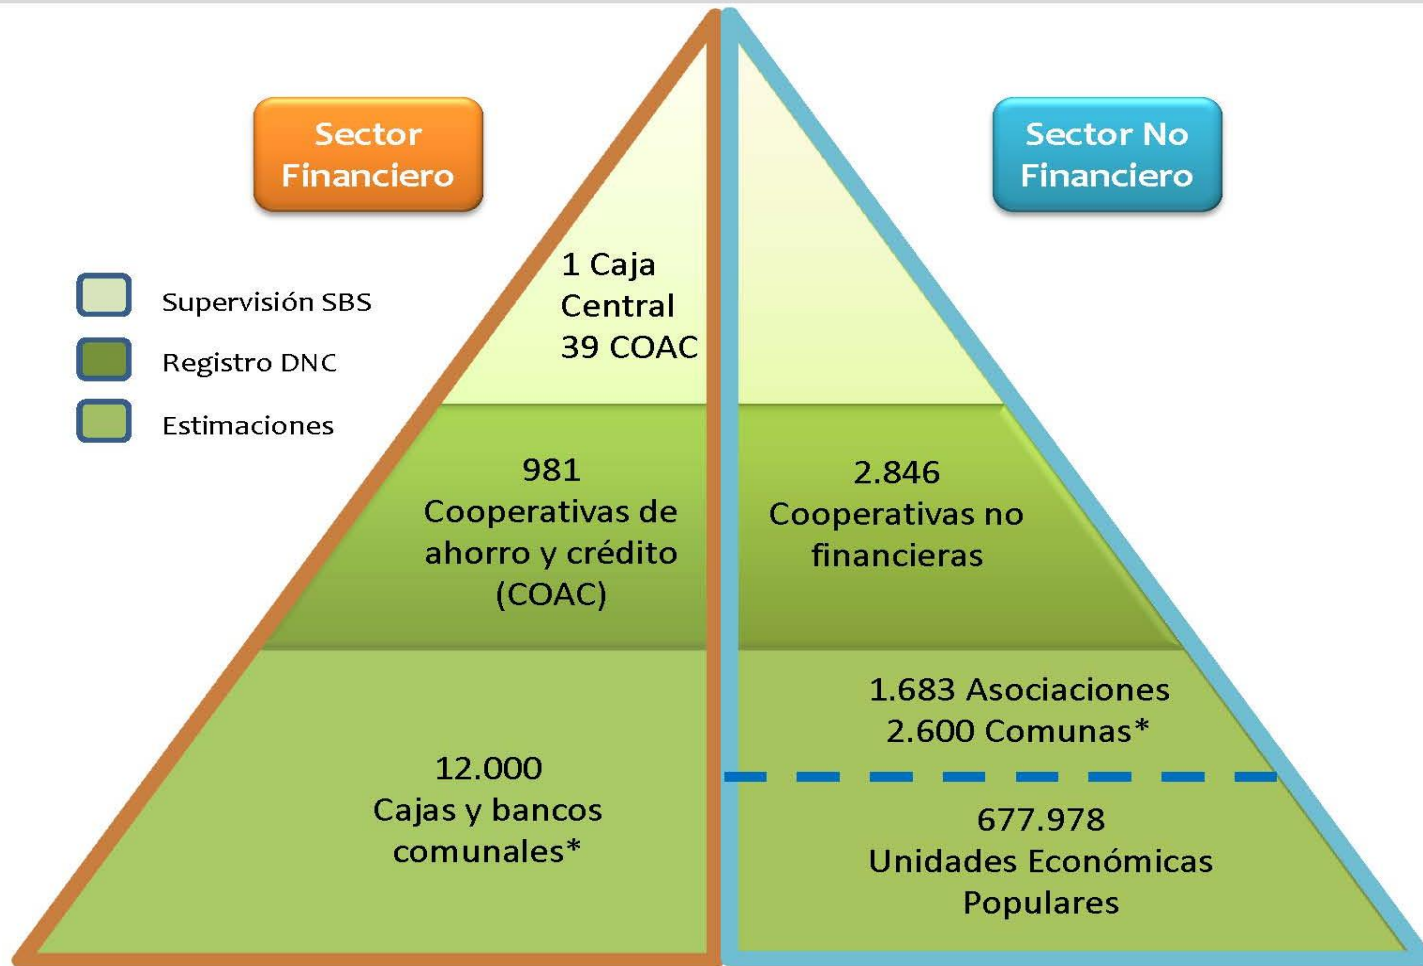 Sector
Financiero
Sector No
Financiero
Supervisión SBS
Registro DNC
Estimaciones
1 Caja
Central
39 COAC
981
Cooperativas de
ahorro y crédito
(COAC)
2.846
Cooperativas no
financieras
12.000
Cajas y bancos
comunales*
1.683 Asociaciones
2.600 Comunas*
677.978
Unidades Económicas
Populares